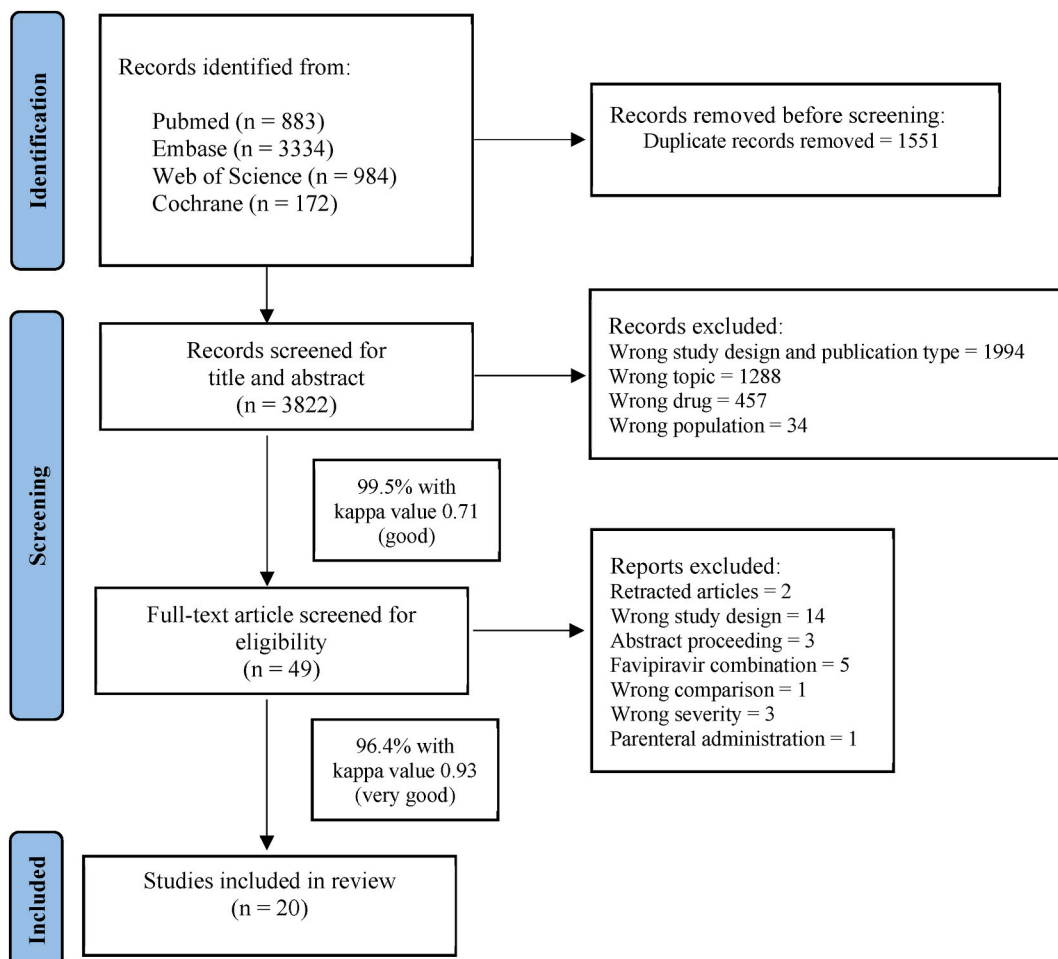 Identification
Records identified from:
Pubmed (n = 883)
Embase (n = 3334)
Web of Science (n = 984)
Cochrane (n = 172)
Records removed before screening:
Duplicate records removed = 1551
Screening
Records screened for
title and abstract
(n = 3822)
Records excluded:
Wrong study design and publication type = 1994
Wrong topic = 1288
Wrong drug = 457
Wrong population = 34
99.5% with
kappa value 0.71
(good)
Full-text article screened for
eligibility
(n = 49)
Reports excluded:
Retracted articles = 2
Wrong study design = 14
Abstract proceeding = 3
Favipiravir combination = 5
Wrong comparison = 1
Wrong severity = 3
Parenteral administration = 1
96.4% with
kappa value 0.93
(very good)
Included
Studies included in review
(n = 20)